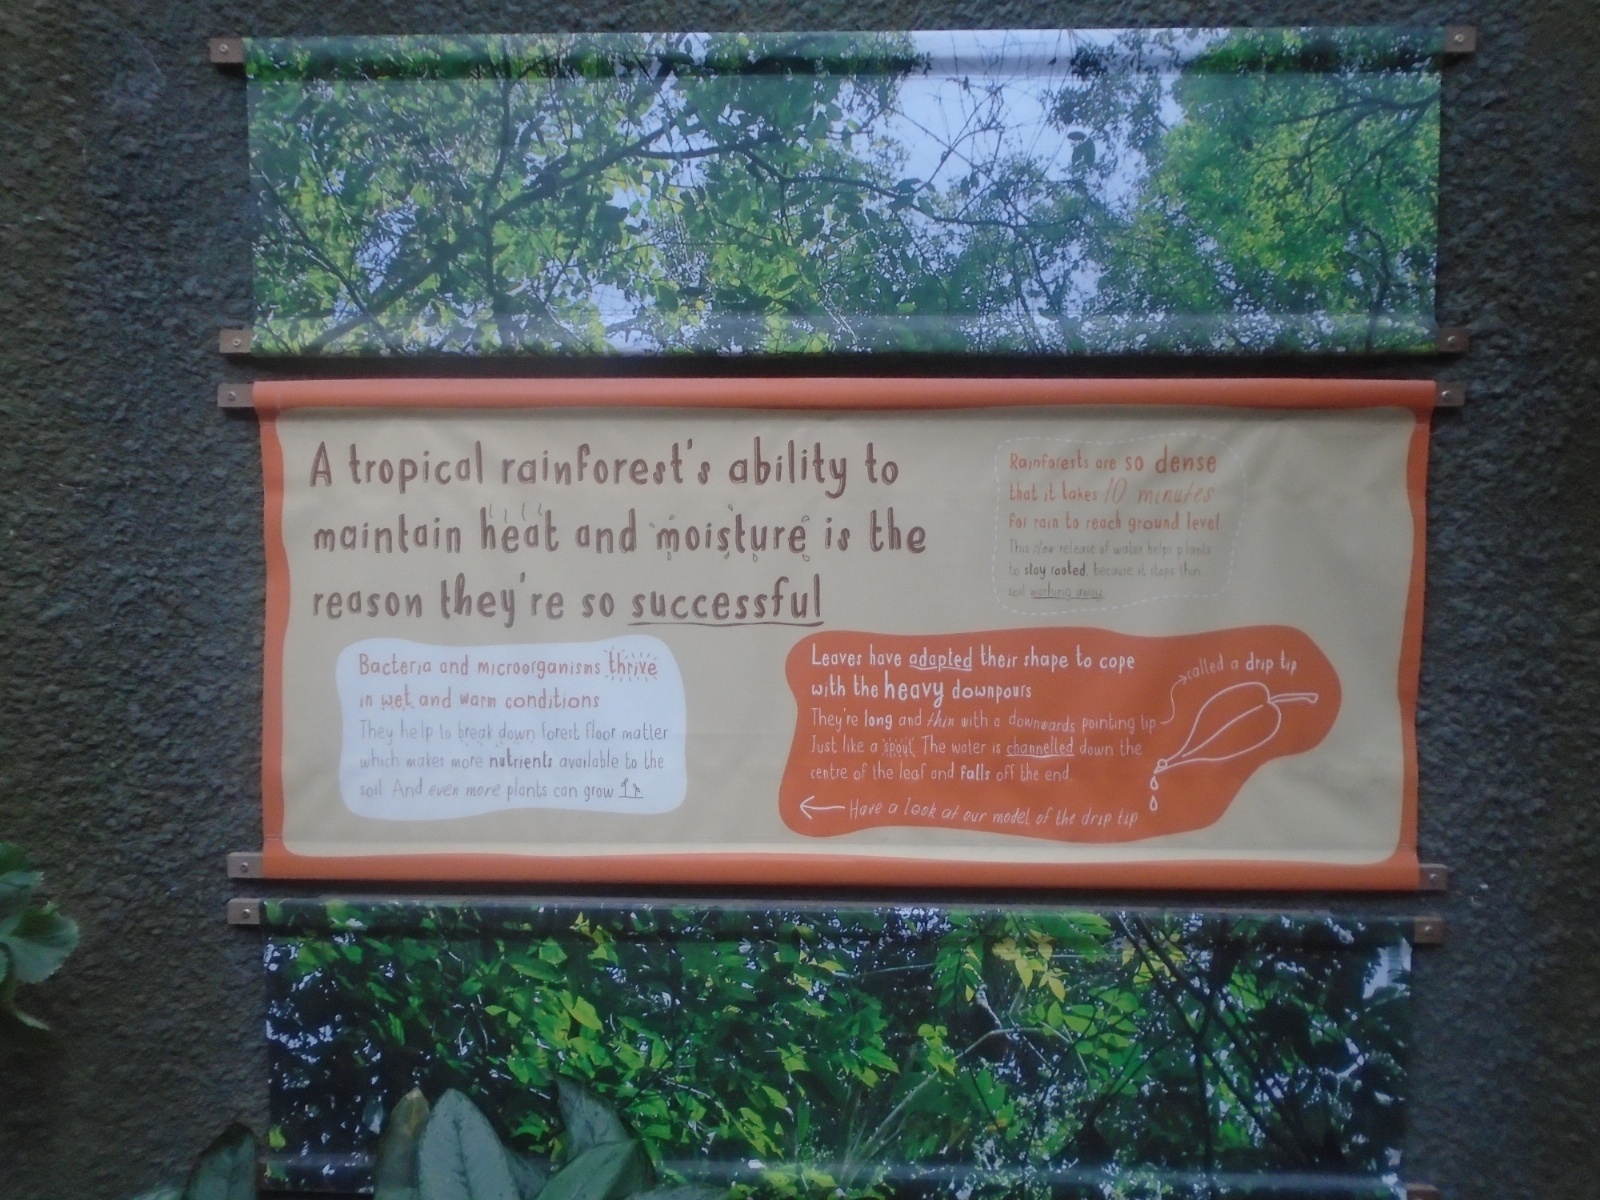 A tropical rainforest's ability to
maintain heat and moisture is the
reason they're so successful
Rainforests are so dense
that it takes 10 minutes
for rain to reach ground level
This slow release of water helps plants
to stay rooted, because it stops thin
soil washing away.
Bacteria and microorganisms thrive
in wet and warm conditions
They help to break down forest floor matter
which makes more nutrients available to the
soil. And even more plants can grow
Leaves have adapted their shape to cope
with the heavy downpours
They're long and thin with a downwards pointing tip
Just like a spout. The water is channelled down the
centre of the leaf and falls off the end.
called a drip tip
Have a look at our model of the drip tip